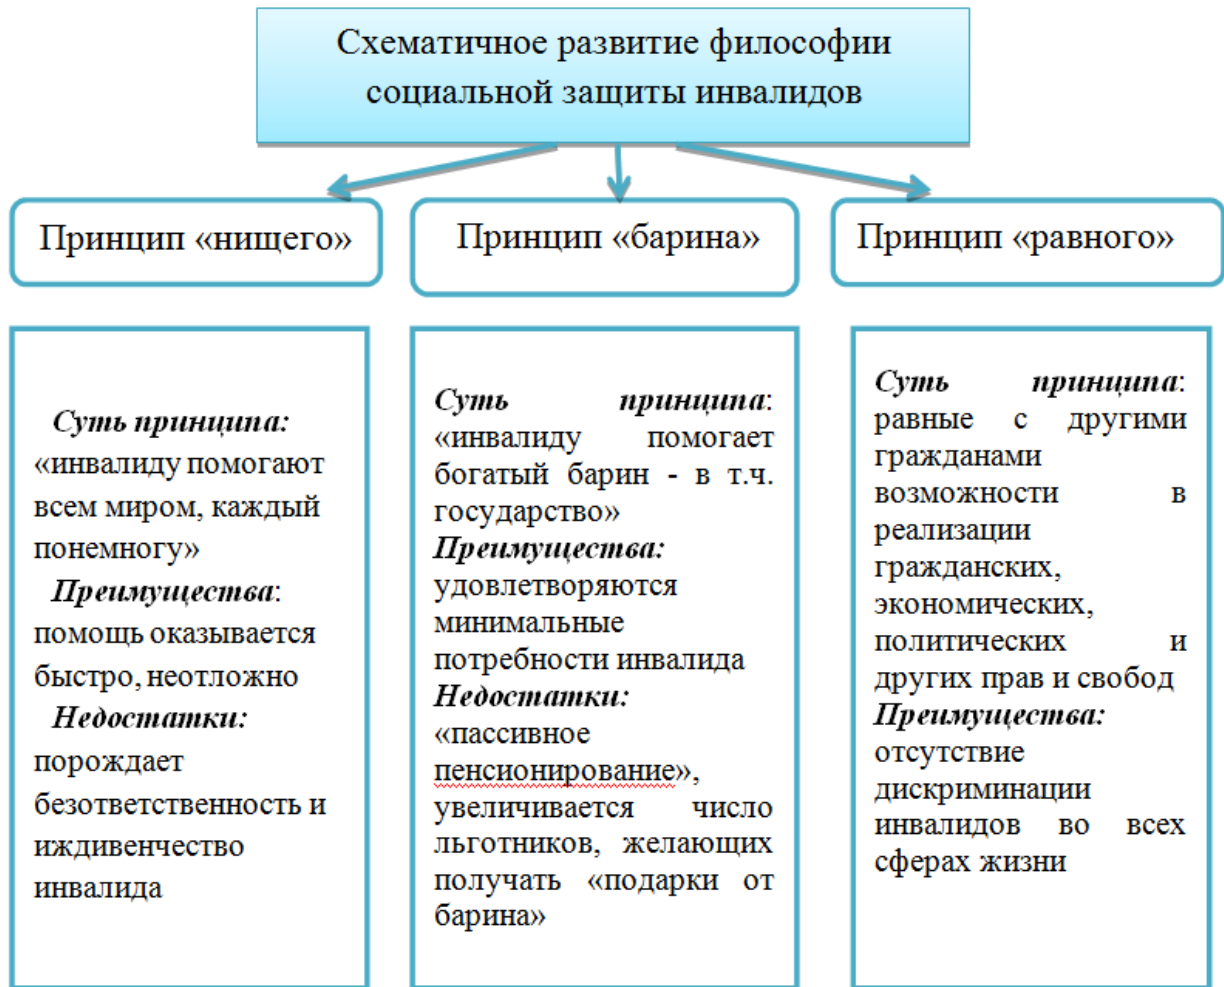 Схематичное развитие философии
социальной защиты инвалидов
Принцип «нищего»
Принцип «барина»
Принцип «равного»
Суть принципа:
«инвалиду помогают
всем миром, каждый
понемногу»
Преимущества:
помощь оказывается
быстро, неотложно
Недостатки:
порождает
безответственность и
иждивенчество
инвалида
Суть принципа:
«инвалиду помогает
богатый барин - в т.ч.
государство»
Преимущества:
удовлетворяются
минимальные
потребности инвалида
Недостатки:
«пассивное
пенсионирование»,
увеличивается число
льготников, желающих
получать «подарки от
барина»
Суть принципа:
равные с другими
гражданами
возможности в
реализации
гражданских,
экономических,
политических и
других прав и свобод
Преимущества:
отсутствие
дискриминации
инвалидов во всех
сферах жизни